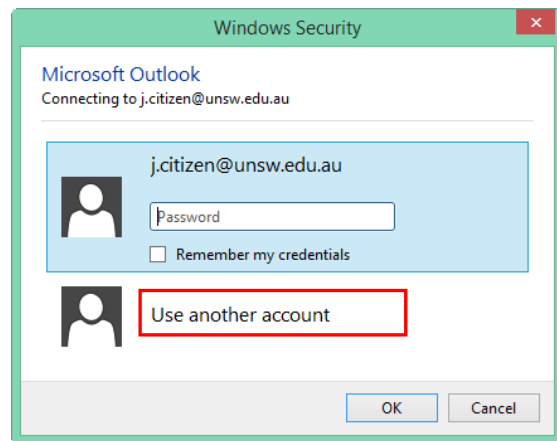 Windows Security
Microsoft Outlook
Connecting to j.citizen@unsw.edu.au
j.citizen@unsw.edu.au
Password
Remember my credentials
Use another account
OK Cancel